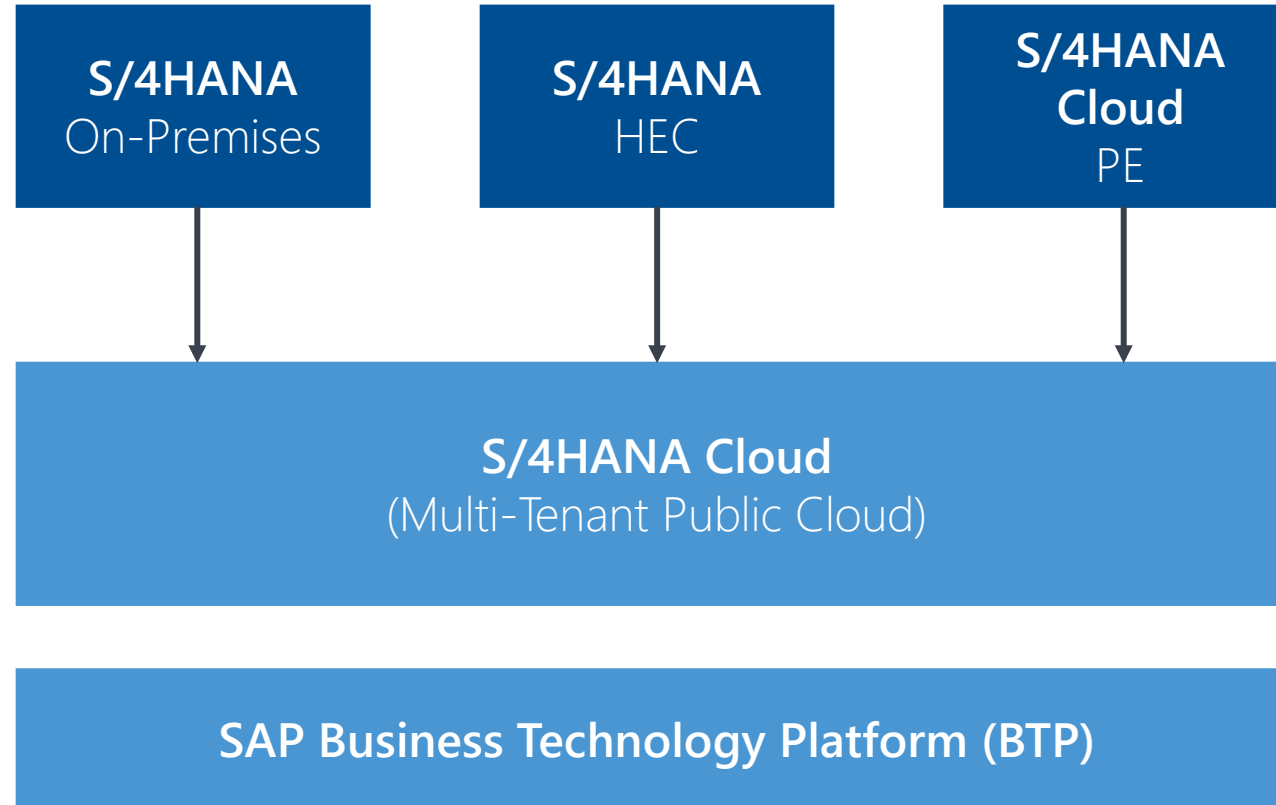 S/4HANA
On-Premises
S/4HANA
HEC
S/4HANA
Cloud
PE
S/4HANA Cloud
(Multi-Tenant Public Cloud)
SAP Business Technology Platform (BTP)